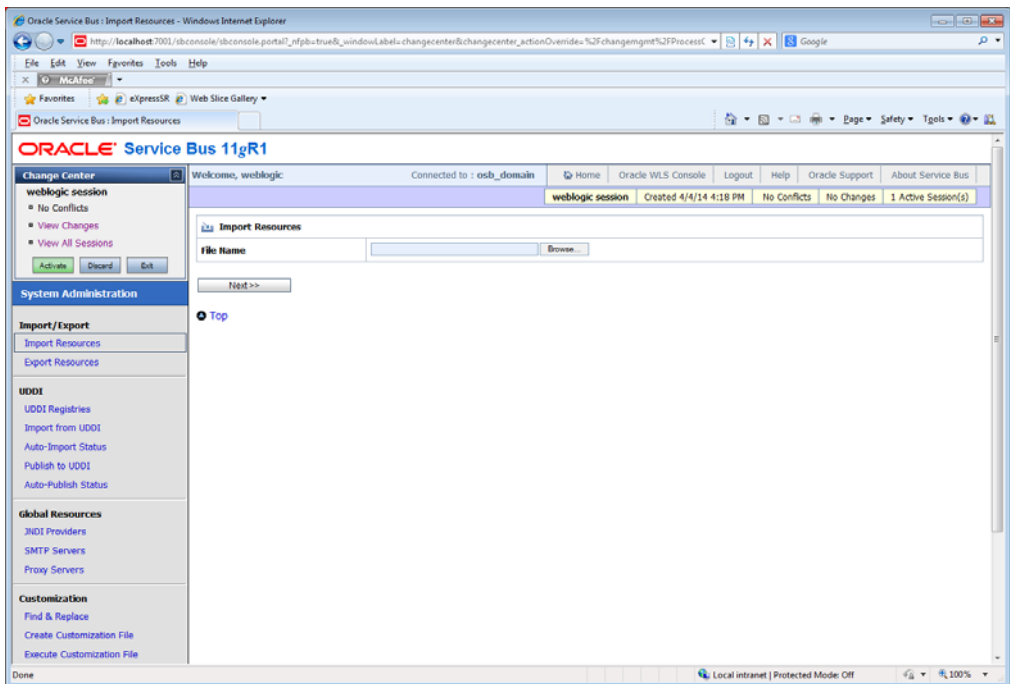 Oracle Service Bus : Import Resources - Windows Internet Explorer
http://localhost:7001/sbconsole/sbconsole.portal?_nfpb=true&_windowLabel=changecenter&changecenter_actionOverride=%2Fchangemgmt%2FProcessC
Google
File Edit View Favorites Tools Help
McAfee
Favorites eXpressSR Web Slice Gallery
Oracle Service Bus : Import Resources
Page Safety Tools
ORACLE Service Bus 11gR1
Change Center
Welcome, weblogic
Connected to : osb_domain
Home
Oracle WLS Console
Logout
Help
Oracle Support
About Service Bus
weblogic session
Created 4/4/14 4:18 PM
No Conflicts
No Changes
1 Active Session(s)
weblogic session
No Conflicts
View Changes
View All Sessions
Activate Discard Exit
Import Resources
File Name
Browse...
Next>>
Top
System Administration
Import/Export
Import Resources
Export Resources
UDDI
UDDI Registries
Import from UDDI
Auto-Import Status
Publish to UDDI
Auto-Publish Status
Global Resources
JNDI Providers
SMTP Servers
Proxy Servers
Customization
Find & Replace
Create Customization File
Execute Customization File
Done
Local intranet | Protected Mode: Off
100%